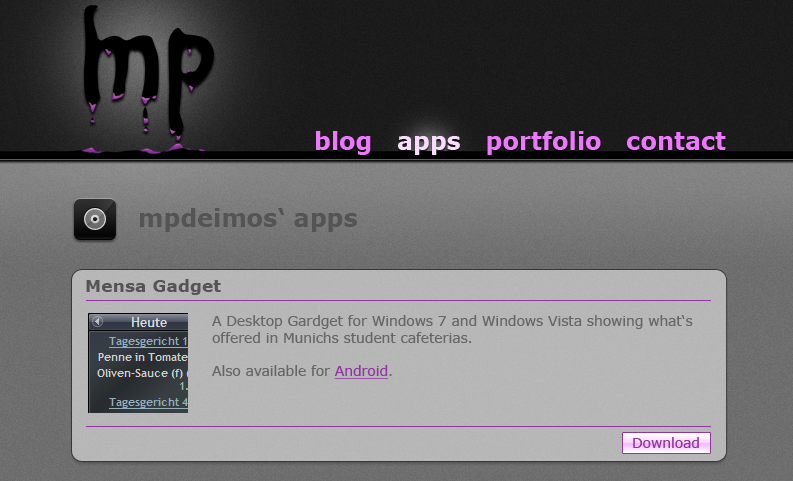 mp
blog apps portfolio contact
mpdeimos‘ apps
Mensa Gadget
Heute
Tagesgericht 1
Penne in Tomate
Oliven-Sauce (f) (
1.
Tagesgericht 4
A Desktop Gardget for Windows 7 and Windows Vista showing what‘s
offered in Munichs student cafeterias.
Also available for Android.
Download